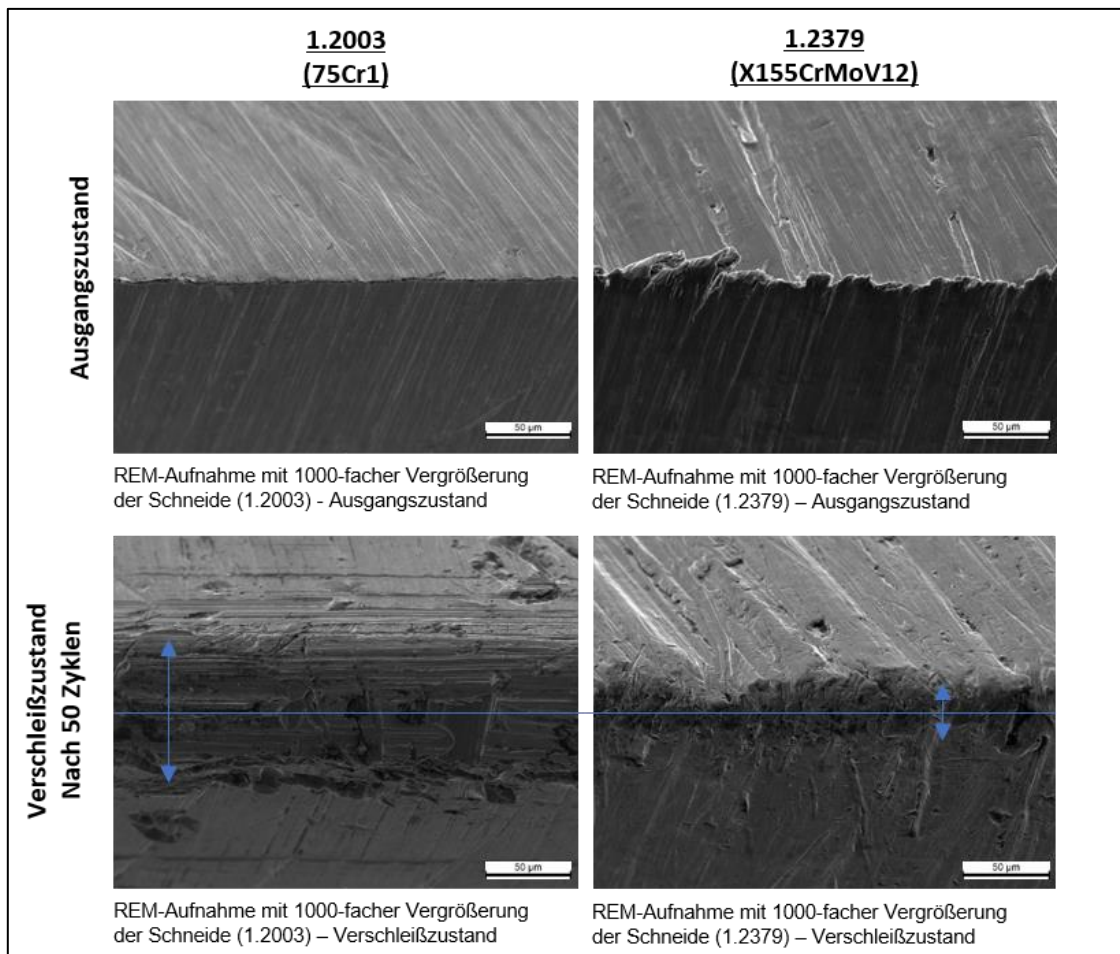 1.2003
(75Cr1)
1.2379
(X155CrMoV12)
Ausgangszustand
50 µm
50 µm
REM-Aufnahme mit 1000-facher Vergrößerung
der Schneide (1.2003) - Ausgangszustand
REM-Aufnahme mit 1000-facher Vergrößerung
der Schneide (1.2379) – Ausgangszustand
Verschleißzustand
Nach 50 Zyklen
50 µm
50 µm
REM-Aufnahme mit 1000-facher Vergrößerung
der Schneide (1.2003) – Verschleißzustand
REM-Aufnahme mit 1000-facher Vergrößerung
der Schneide (1.2379) – Verschleißzustand